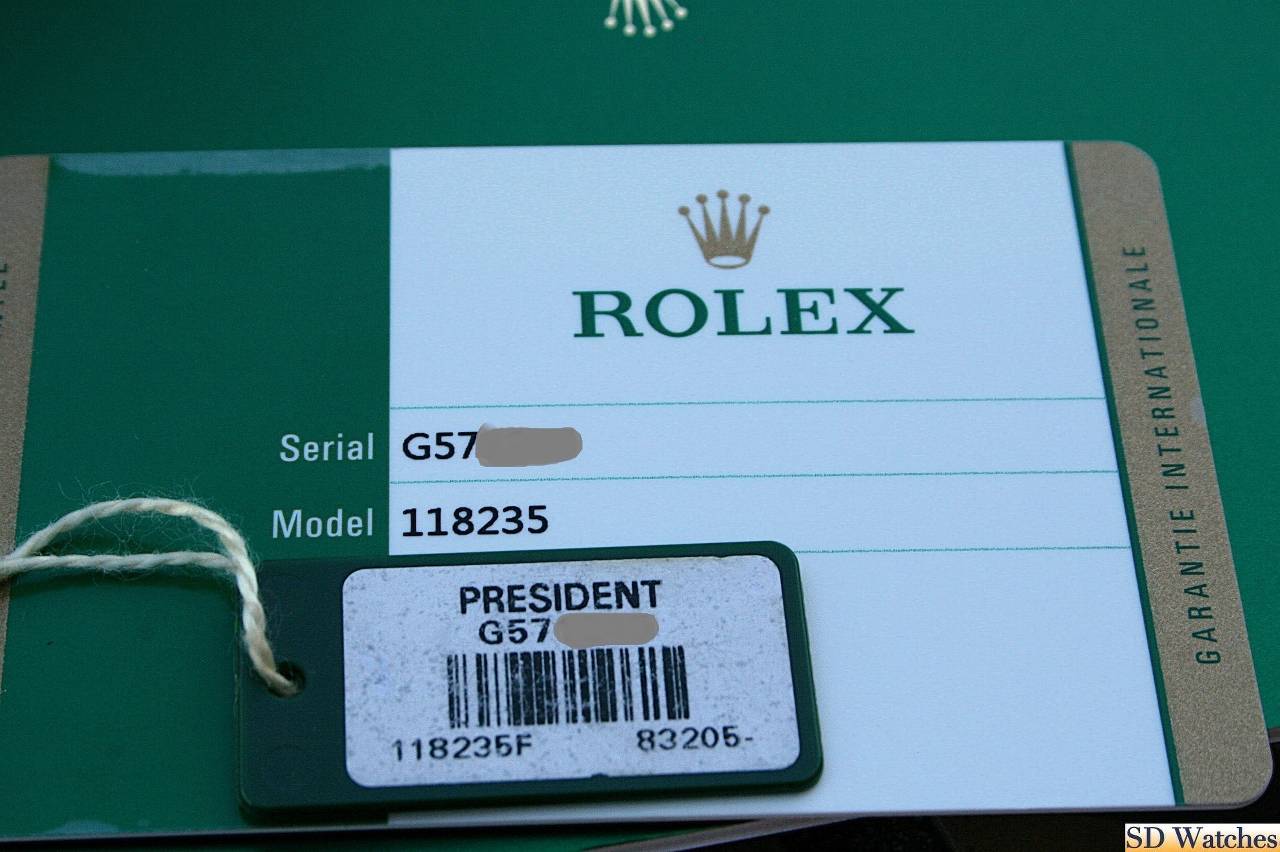 ROLEX
Serial G57
Model 118235
PRESIDENT
G57
118235F 83205-
GARANTIE INTERNATIONALE
SD Watches